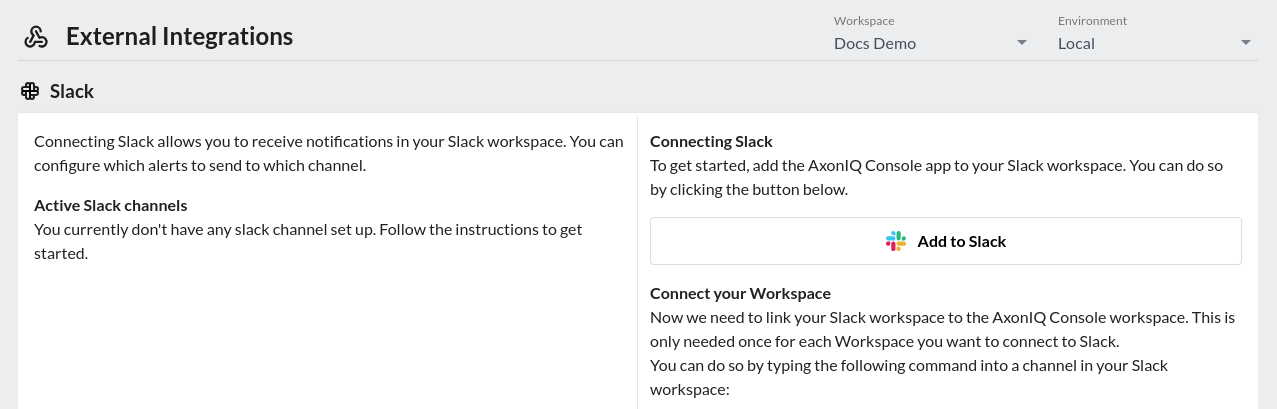 External Integrations
Workspace
Docs Demo
Environment
Local
Slack
Connecting Slack allows you to receive notifications in your Slack workspace. You can
configure which alerts to send to which channel.
Active Slack channels
You currently don't have any slack channel set up. Follow the instructions to get
started.
Connecting Slack
To get started, add the AxonIQ Console app to your Slack workspace. You can do so
by clicking the button below.
Add to Slack
Connect your Workspace
Now we need to link your Slack workspace to the AxonIQ Console workspace. This is
only needed once for each Workspace you want to connect to Slack.
You can do so by typing the following command into a channel in your Slack
workspace: